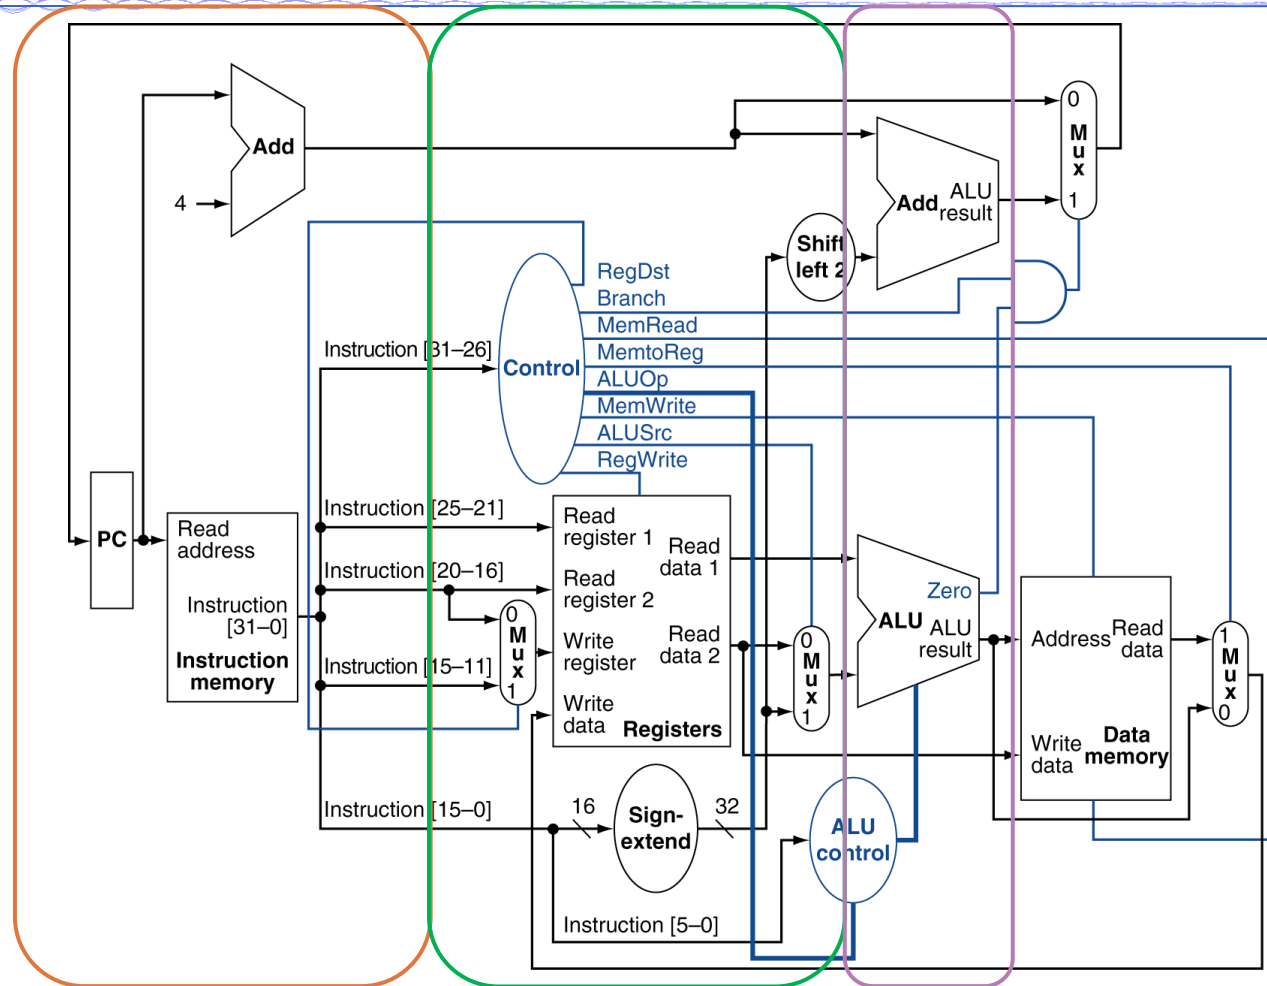 0
M
u
x
1
Add
4
Add
ALU
result
Shift
left 2
RegDst
Branch
MemRead
MemtoReg
ALUOp
MemWrite
ALUSrc
RegWrite
Control
Instruction [31–26]
Instruction [25–21]
Instruction [20–16]
Instruction [15–11]
Instruction [15–0]
Instruction [5–0]
PC
Read
address
Instruction
[31–0]
Instruction
memory
0
M
u
x
1
Read
register 1
Read
register 2
Write
register
Write
data
Read
data 1
Read
data 2
Registers
16
Sign-
extend
32
0
M
u
x
1
Zero
ALU
ALU
result
ALU
control
Address
Read
data
Write
data
Data
memory
1
M
u
x
0